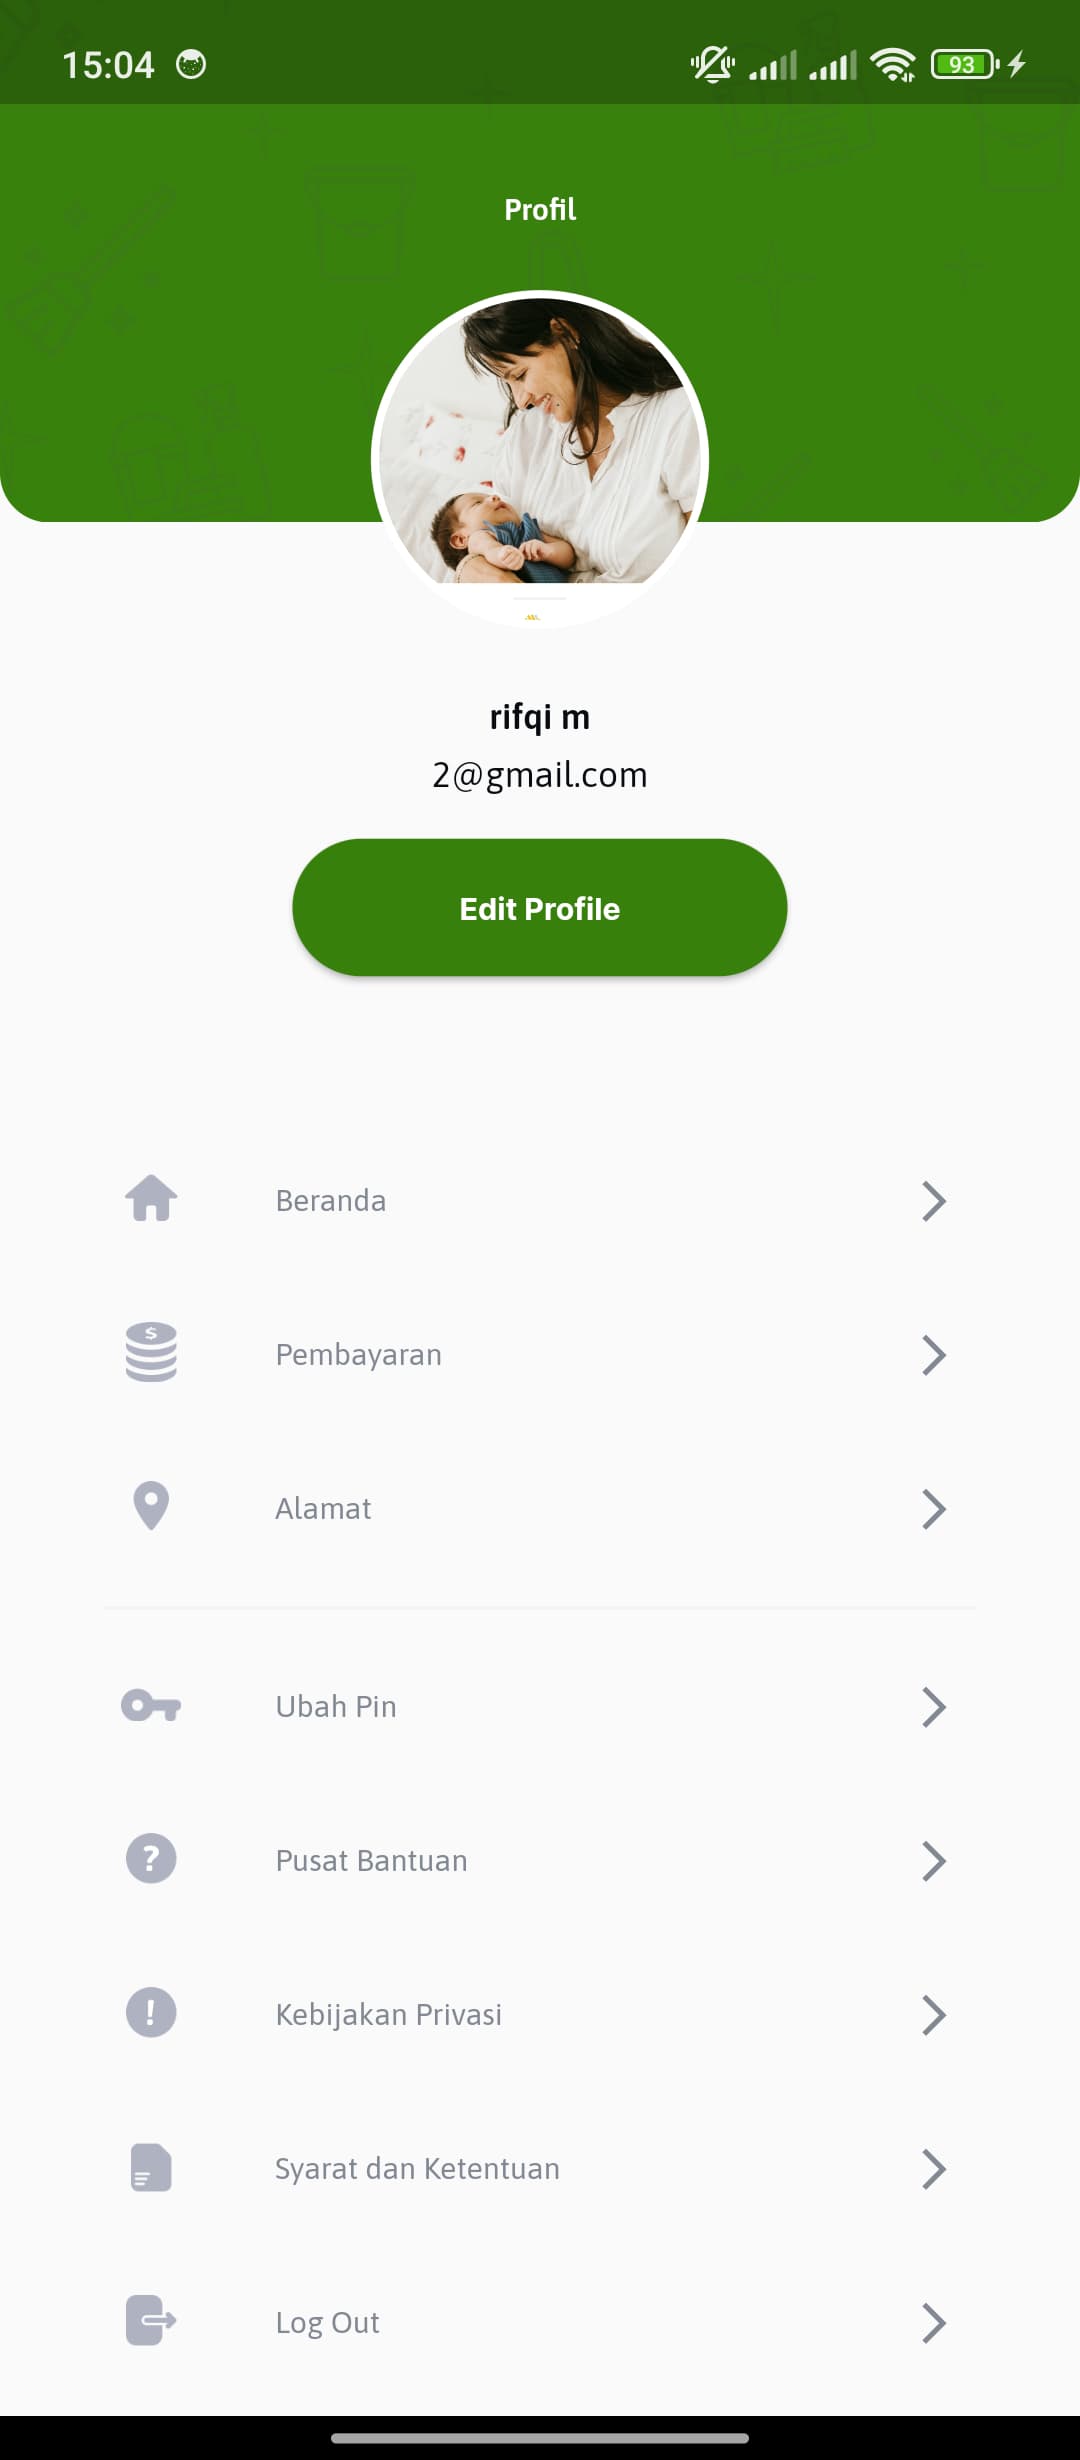 15:04
93
Profil
rifqi m
2@gmail.com
Edit Profile
Beranda
Pembayaran
Alamat
Ubah Pin
Pusat Bantuan
Kebijakan Privasi
Syarat dan Ketentuan
Log Out